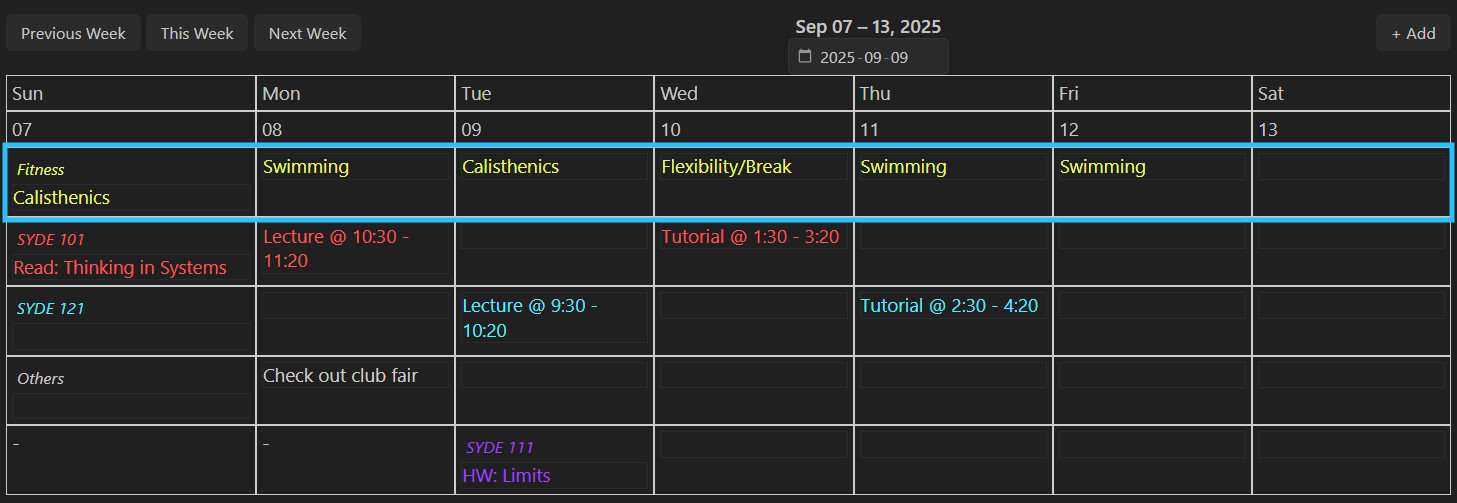 Previous Week This Week Next Week
Sep 07 – 13, 2025
2025-09-09
+ Add
Sun Mon Tue Wed Thu Fri Sat
07 08 09 10 11 12 13
Fitness
Calisthenics
Swimming
Calisthenics
Flexibility/Break
Swimming
Swimming
SYDE 101
Read: Thinking in Systems
Lecture @ 10:30 -
11:20
Tutorial @ 1:30 - 3:20
SYDE 121
Lecture @ 9:30 -
10:20
Tutorial @ 2:30 - 4:20
Others
Check out club fair
-
-
SYDE 111
HW: Limits